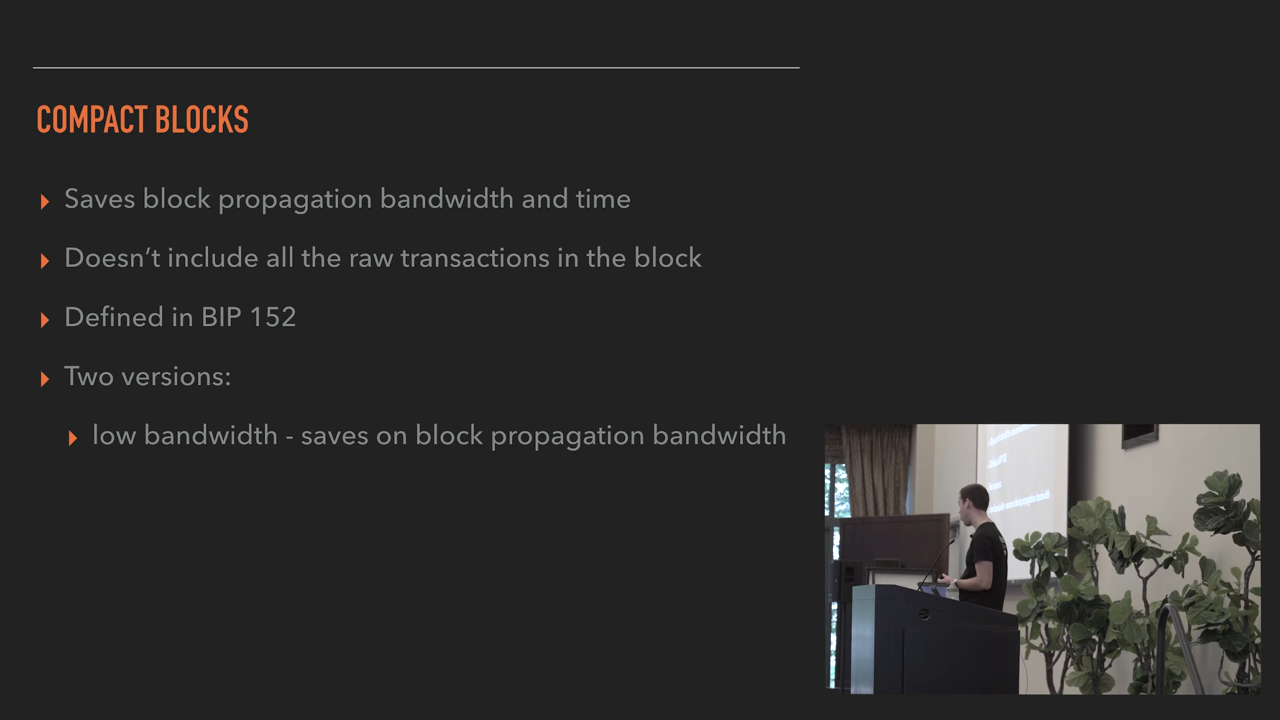 COMPACT BLOCKS
Saves block propagation bandwidth and time
Doesn't include all the raw transactions in the block
Defined in BIP 152
Two versions:
low bandwidth - saves on block propagation bandwidth